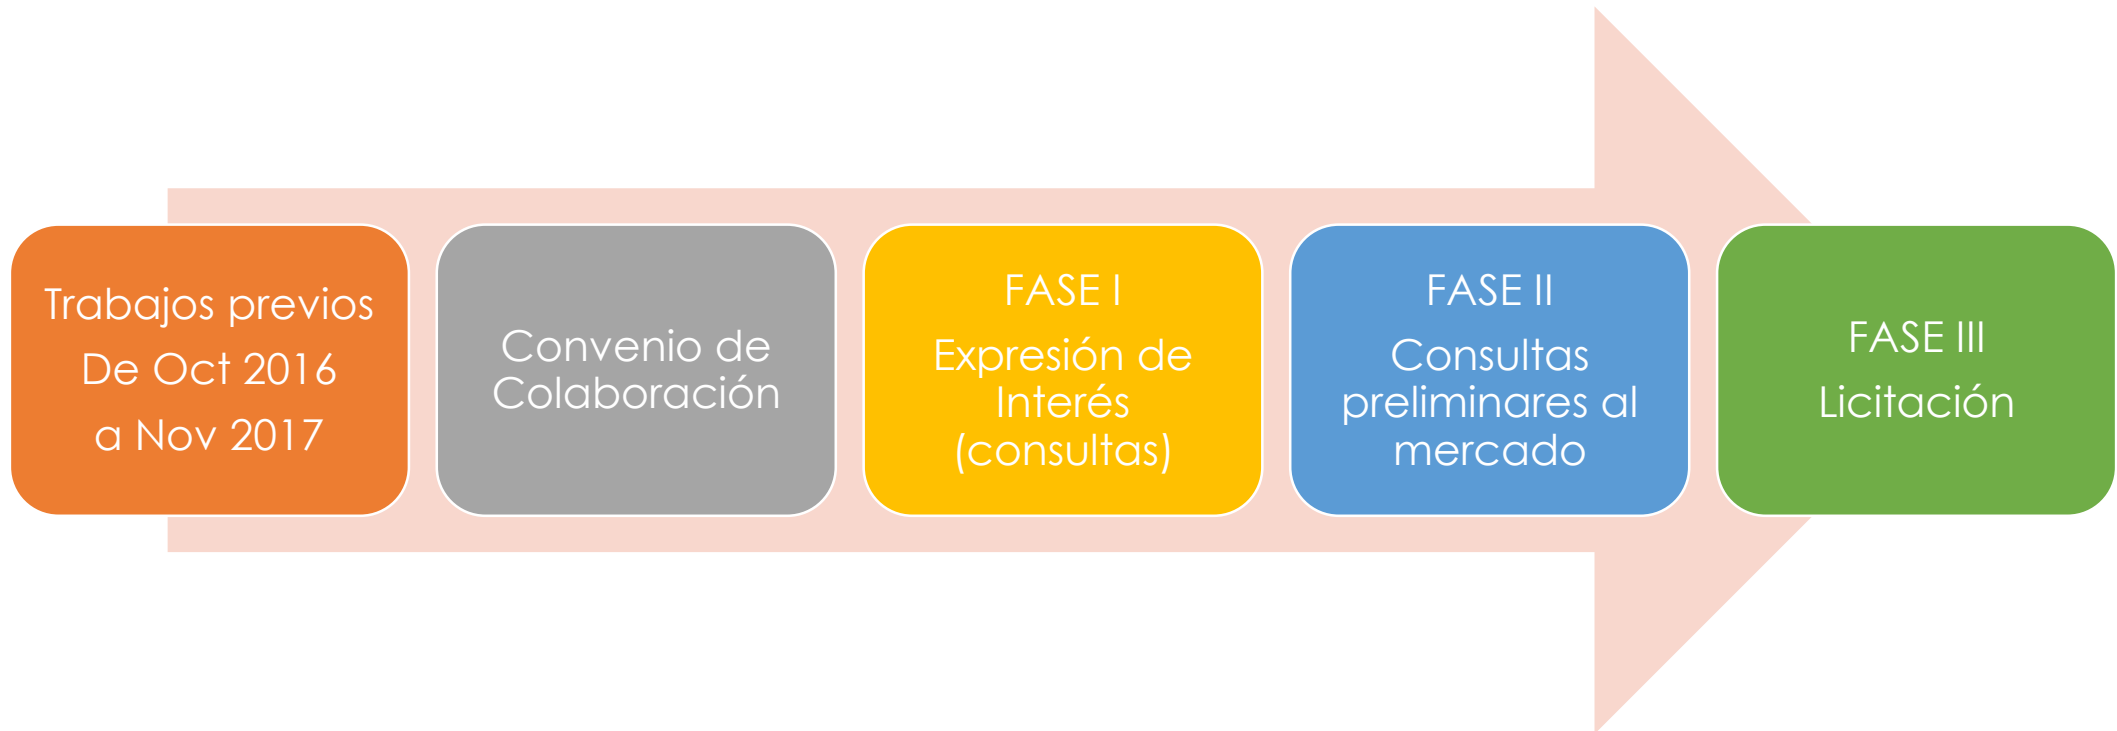 Trabajos previos
De Oct 2016
a Nov 2017
Convenio de
Colaboración
FASE I
Expresión de
Interés
(consultas)
FASE II
Consultas
preliminares al
mercado
FASE III
Licitación